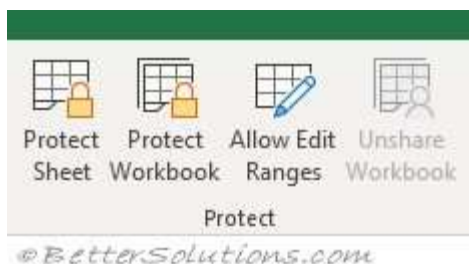 Protect Protect Allow Edit Unshare
Sheet Workbook Ranges Workbook
Protect
© BetterSolutions.com